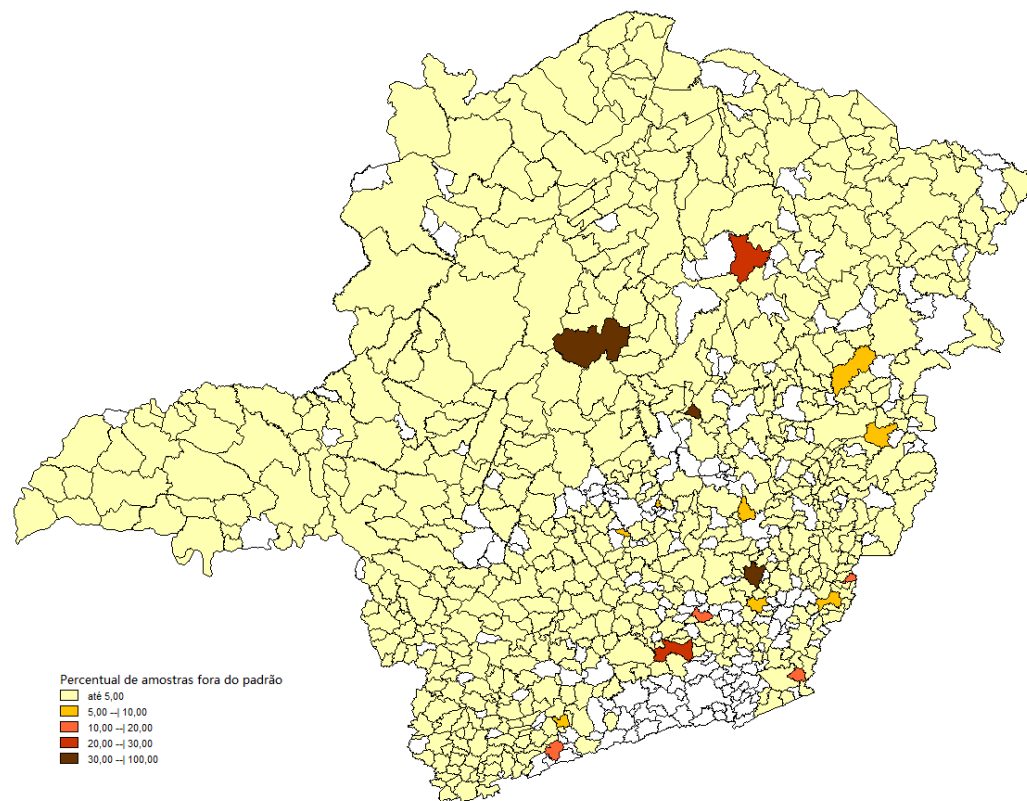 Percentual de amostras fora do padrão
até 5,00
5,00 --| 10,00
10,00 --| 20,00
20,00 --| 30,00
30,00 --| 100,00